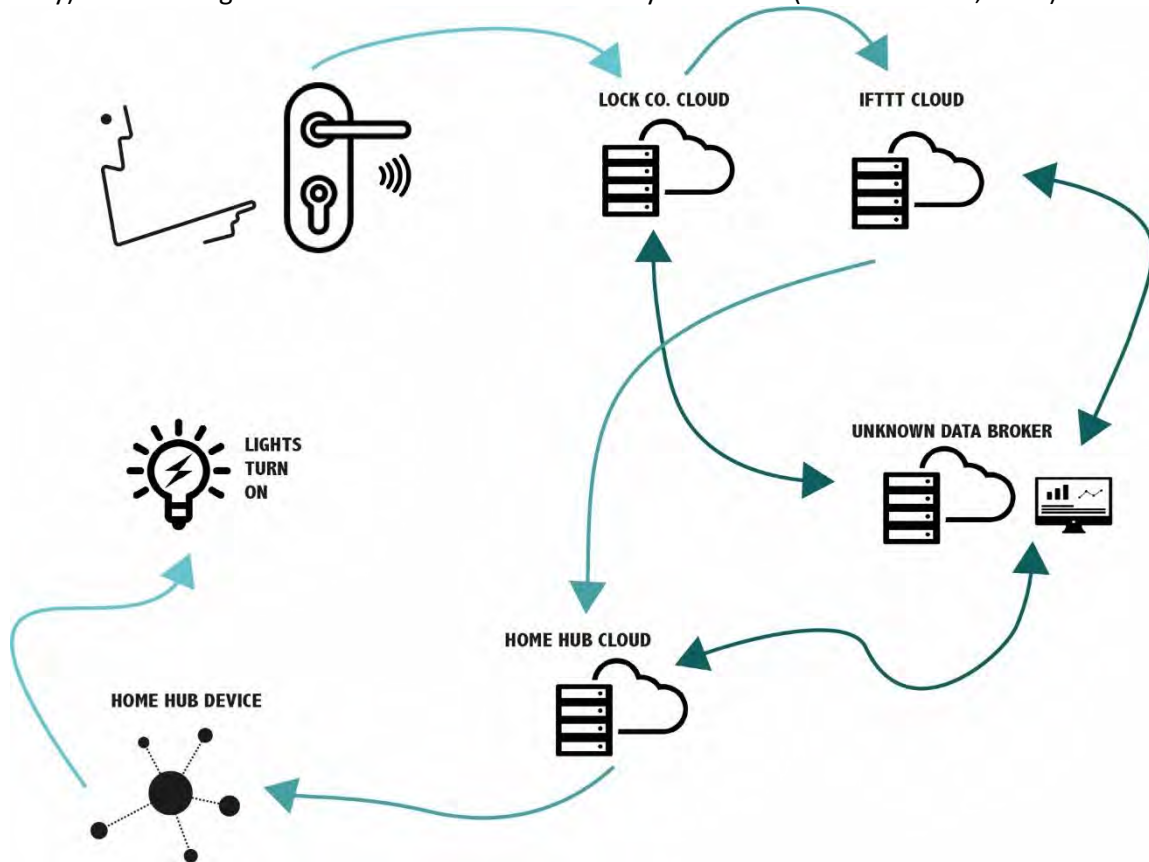 LOCK CO. CLOUD
IFTTT CLOUD
LIGHTS
TURN
ON
UNKNOWN DATA BROKER
HOME HUB CLOUD
HOME HUB DEVICE